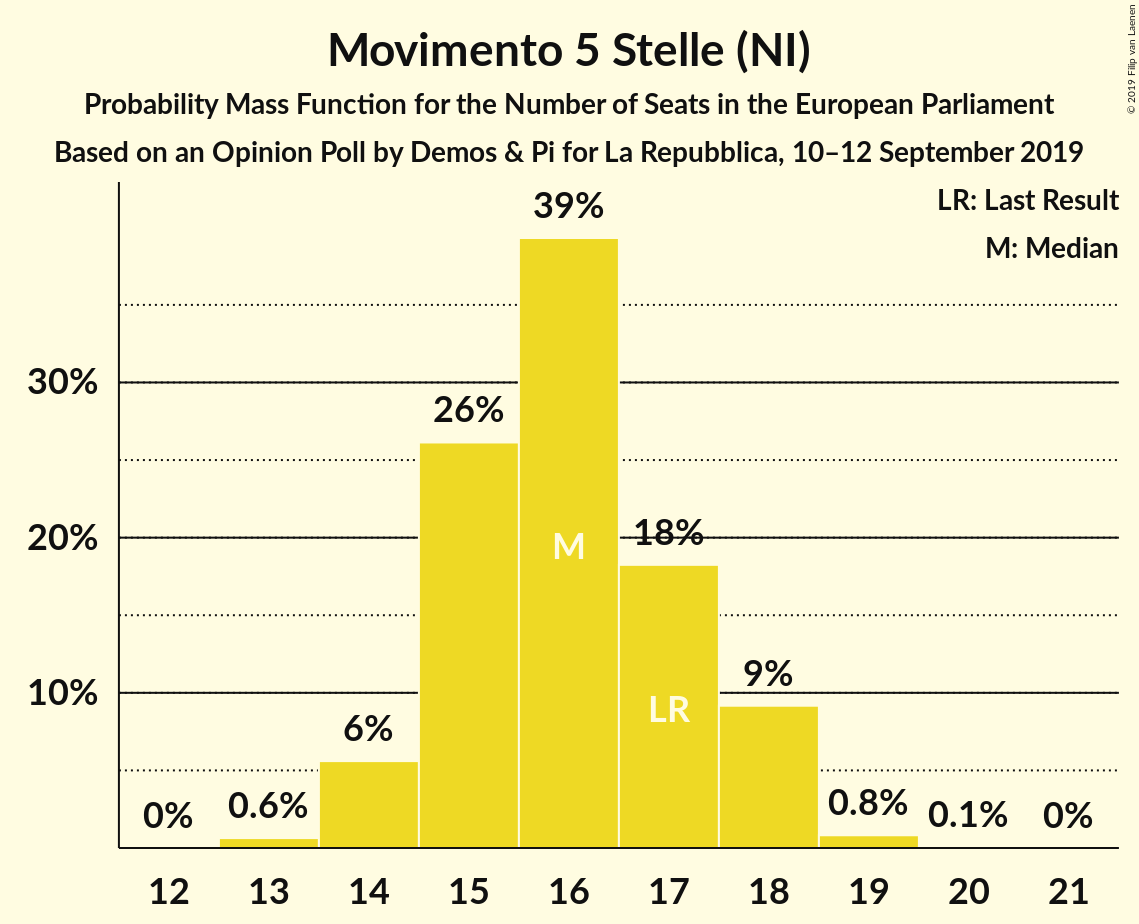 Movimento 5 Stelle (NI)
Probability Mass Function for the Number of Seats in the European Parliament
Based on an Opinion Poll by Demos & Pi for La Repubblica, 10–12 September 2019
© 2019 Filip van Laenen
LR: Last Result
M: Median
39%
30%
26%
20%
18%
M
10%
9%
LR
6%
0%
0.6%
0.8%
0.1%
0%
12 13 14 15 16 17 18 19 20 21